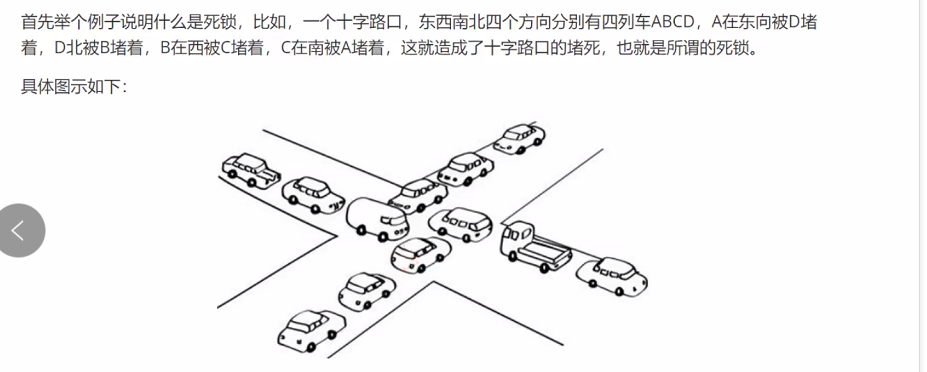 首先举个例子说明什么是死锁，比如，一个十字路口，东西南北四个方向分别有四列车ABCD，A在东向被D堵
着，D北被B堵着，B在西被C堵着，C在南被A堵着，这就造成了十字路口的堵死，也就是所谓的死锁。
具体图示如下：